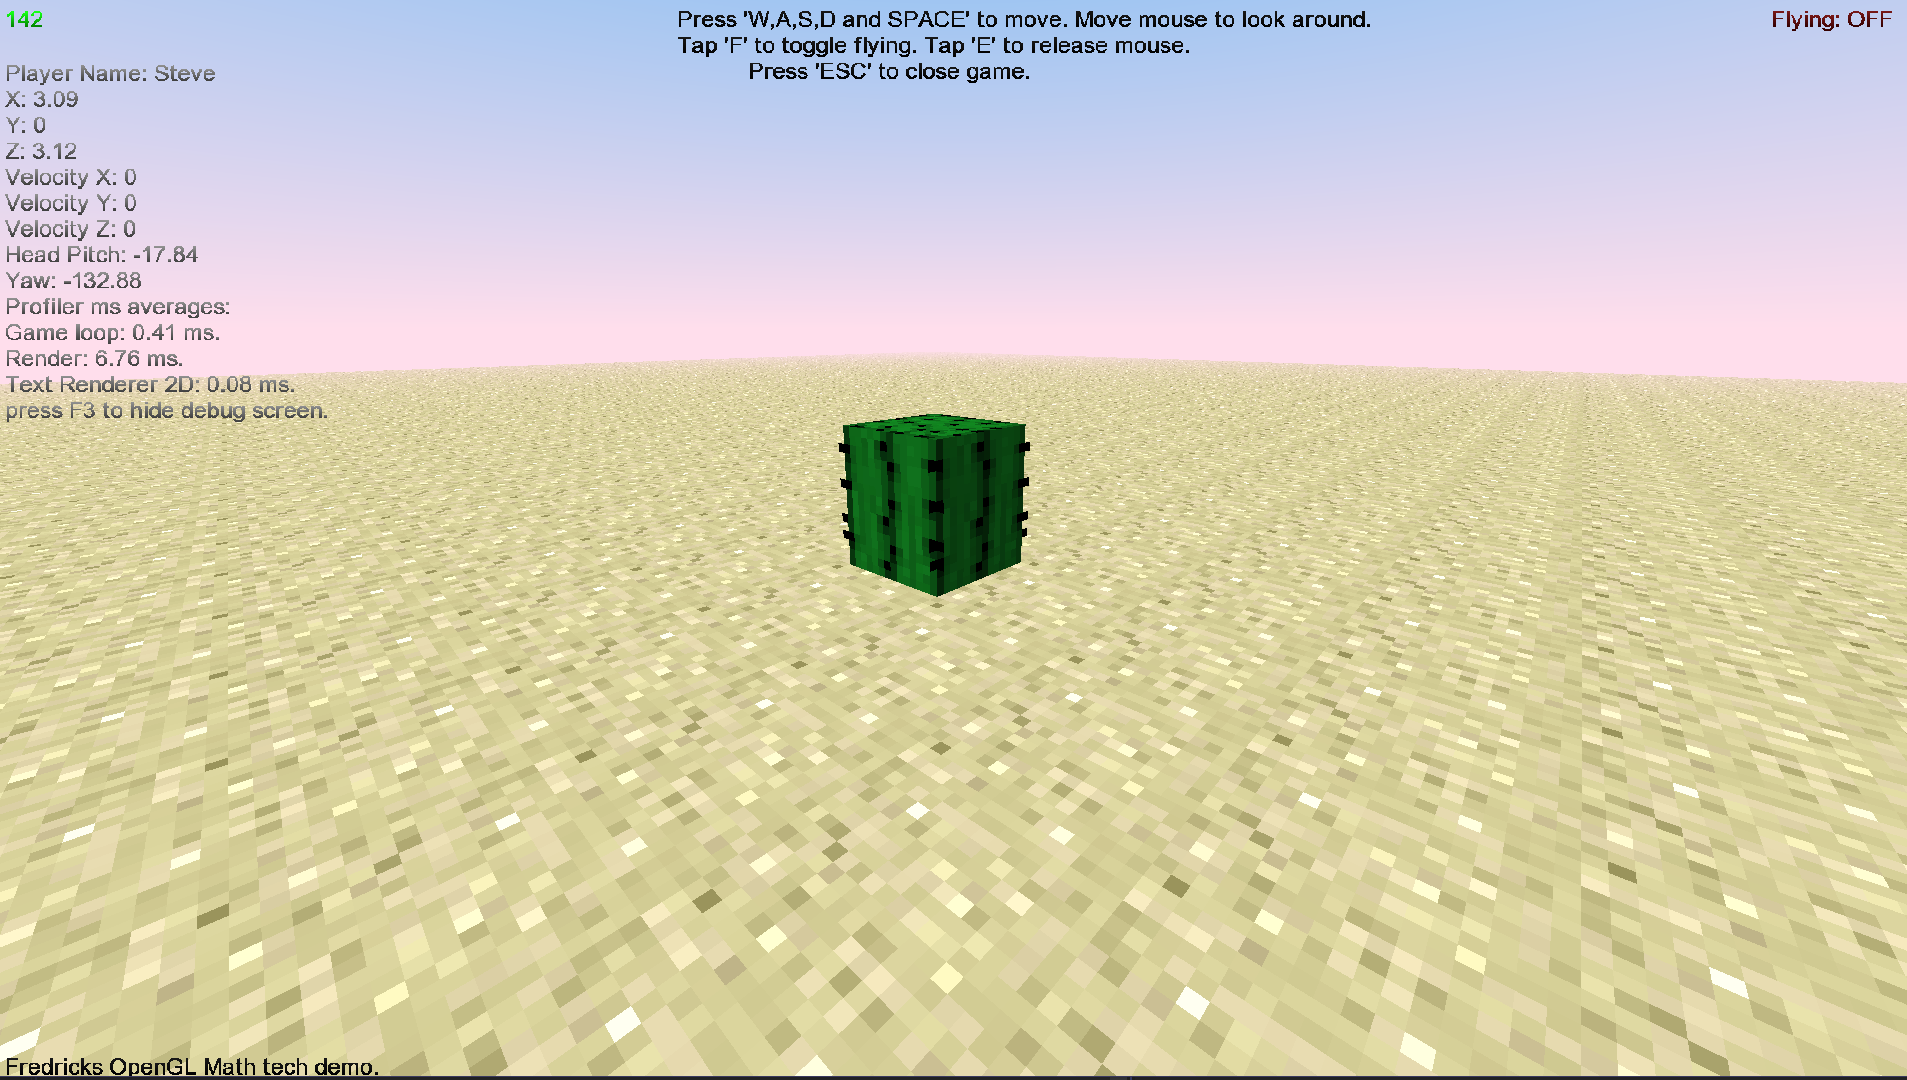 142
Press 'W,A,S,D and SPACE' to move. Move mouse to look around.
Tap 'F' to toggle flying. Tap 'E' to release mouse.
Press 'ESC' to close game.
Flying: OFF
Player Name: Steve
X: 3.09
Y: 0
Z: 3.12
Velocity X: 0
Velocity Y: 0
Velocity Z: 0
Head Pitch: -17.84
Yaw: -132.88
Profiler ms averages:
Game loop: 0.41 ms.
Render: 6.76 ms.
Text Renderer 2D: 0.08 ms.
press F3 to hide debug screen.
Fredricks OpenGL Math tech demo.